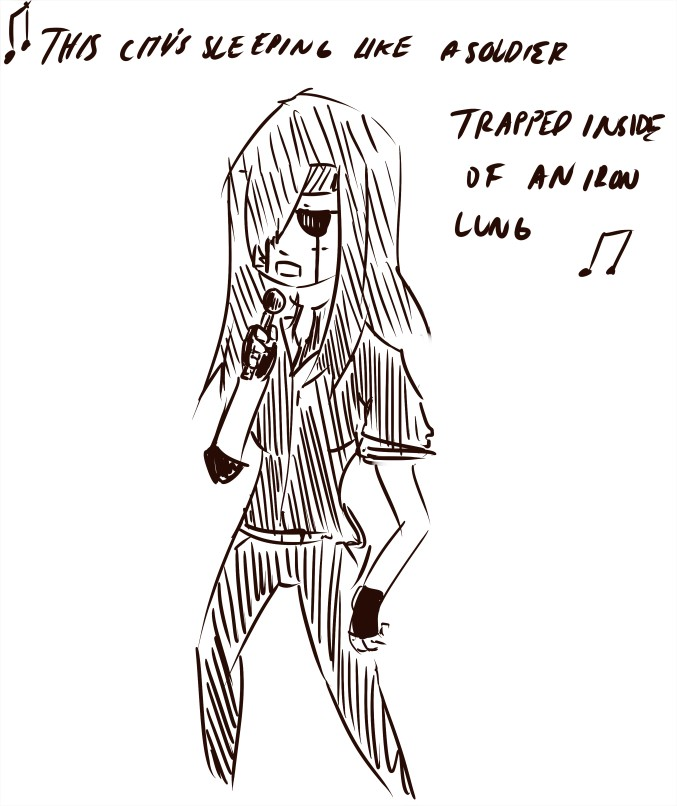 THIS CITY'S SLEEPING LIKE A SOLDIER
TRAPPED INSIDE
OF AN IRON
LUNG